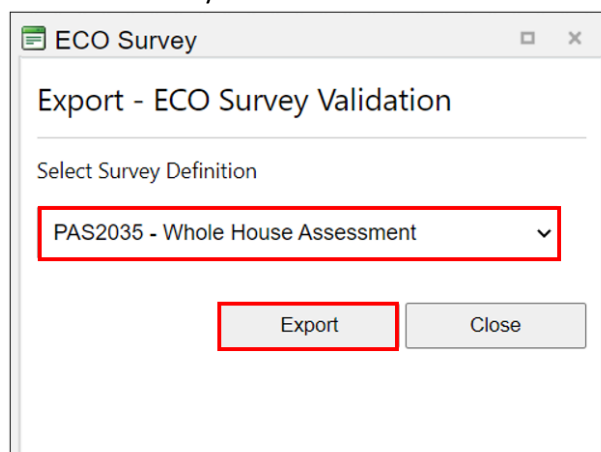 ECO Survey
Export - ECO Survey Validation
Select Survey Definition
PAS2035 - Whole House Assessment
Export Close